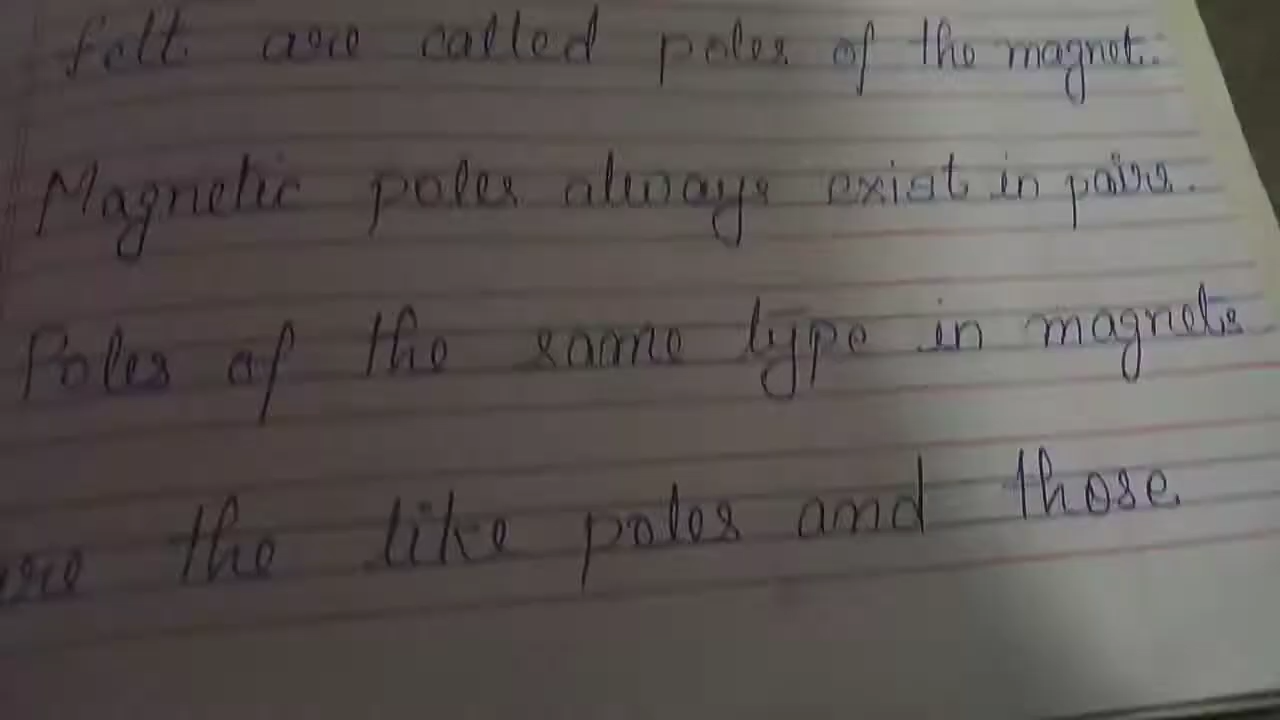 felt are called poles of the magnet.
Magnetic poles always exist in pairs.
Poles of the same type in magnets
are the like poles and those